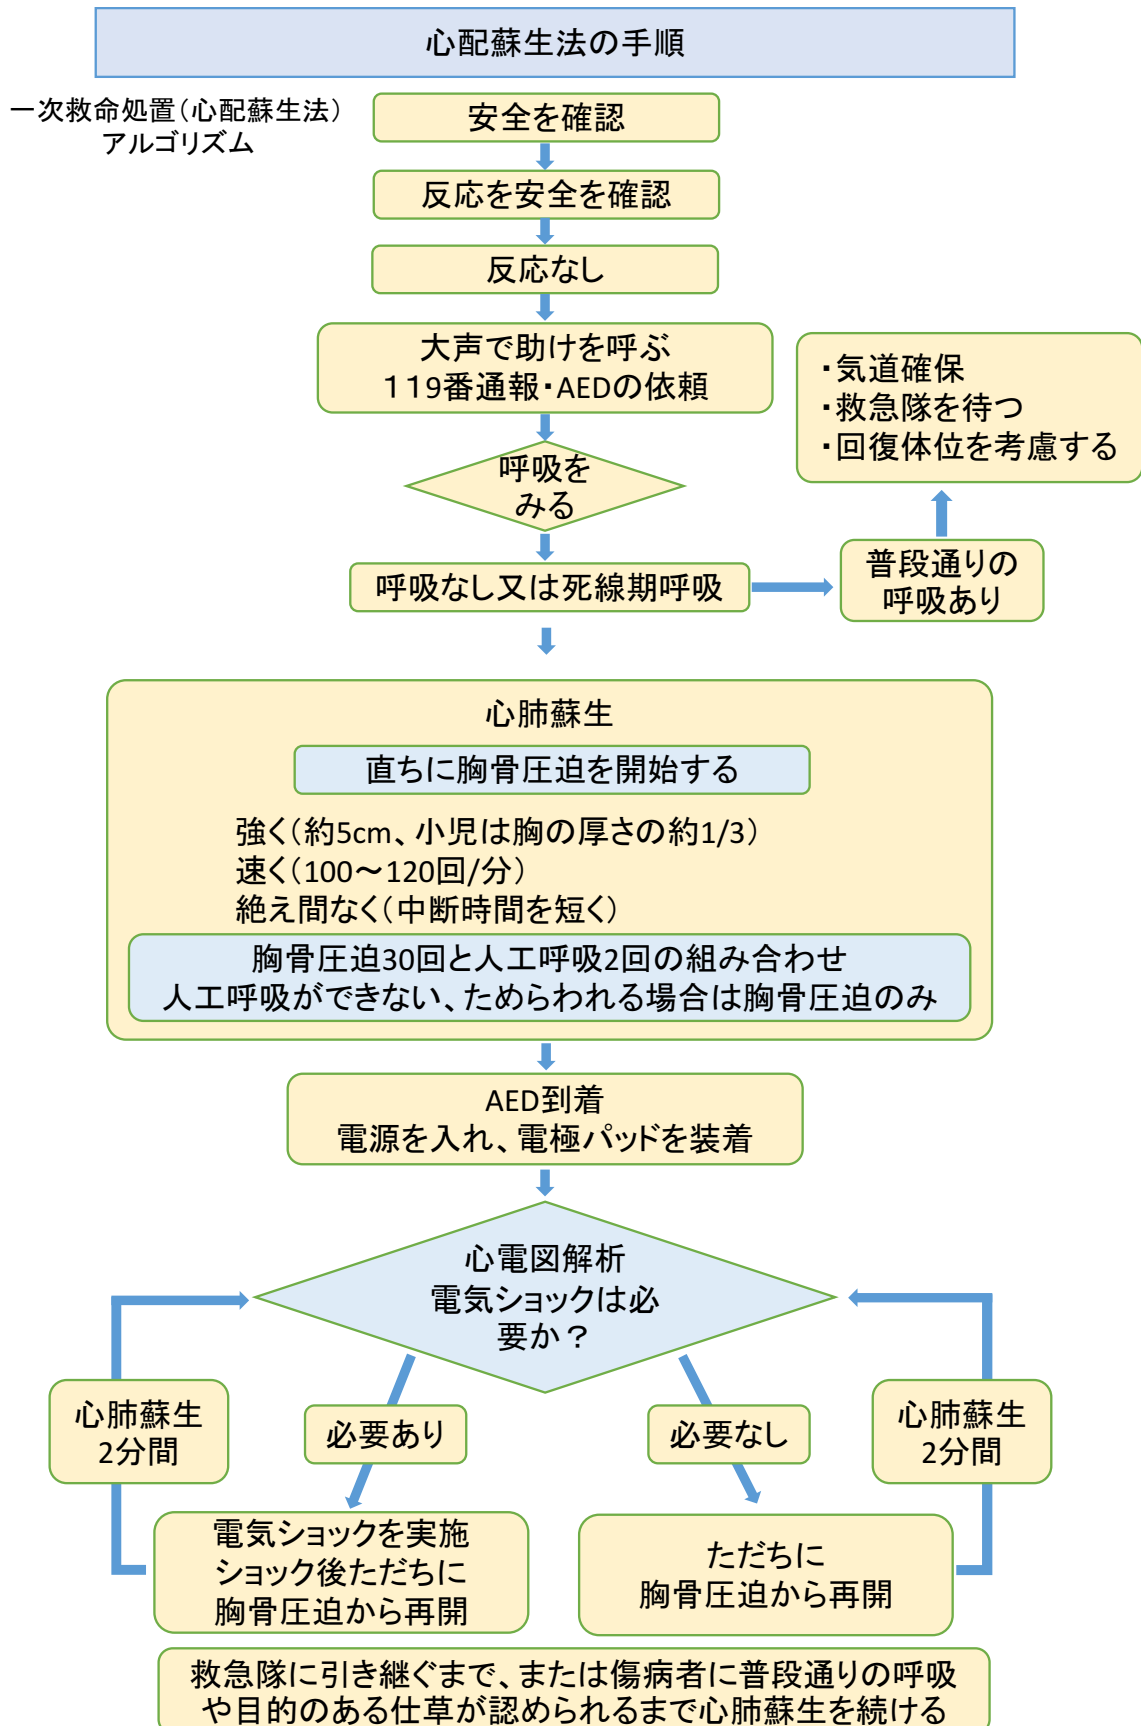 心配蘇生法の手順
一次救命処置（心配蘇生法）
アルゴリズム
安全を確認
反応を安全を確認
反応なし
大声で助けを呼ぶ
１１9番通報・AEDの依頼
・気道確保
・救急隊を待つ
・回復体位を考慮する
呼吸を
みる
呼吸なし又は死線期呼吸
普段通りの
呼吸あり
心肺蘇生
直ちに胸骨圧迫を開始する
強く（約5cm、小児は胸の厚さの約1/3）
速く（100～120回/分）
絶え間なく（中断時間を短く）
胸骨圧迫30回と人工呼吸2回の組み合わせ
人工呼吸ができない、ためらわれる場合は胸骨圧迫のみ
AED到着
電源を入れ、電極パッドを装着
心電図解析
電気ショックは必
要か？
心肺蘇生
2分間
必要あり
必要なし
心肺蘇生
2分間
電気ショックを実施
ショック後ただちに
胸骨圧迫から再開
ただちに
胸骨圧迫から再開
救急隊に引き継ぐまで、または傷病者に普段通りの呼吸
や目的のある仕草が認められるまで心肺蘇生を続ける